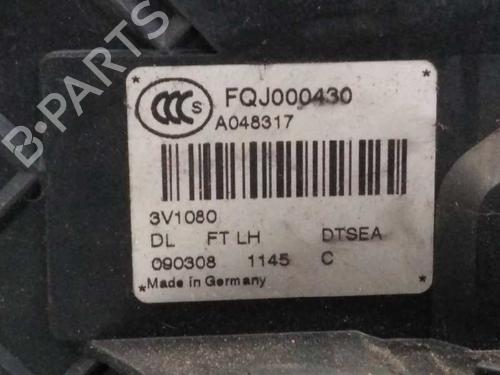 CCC S
FQJ000430
A048317
3V1080
DL FT LH DTSEA
090308 1145 C
*Made in Germany *
B-PARTS